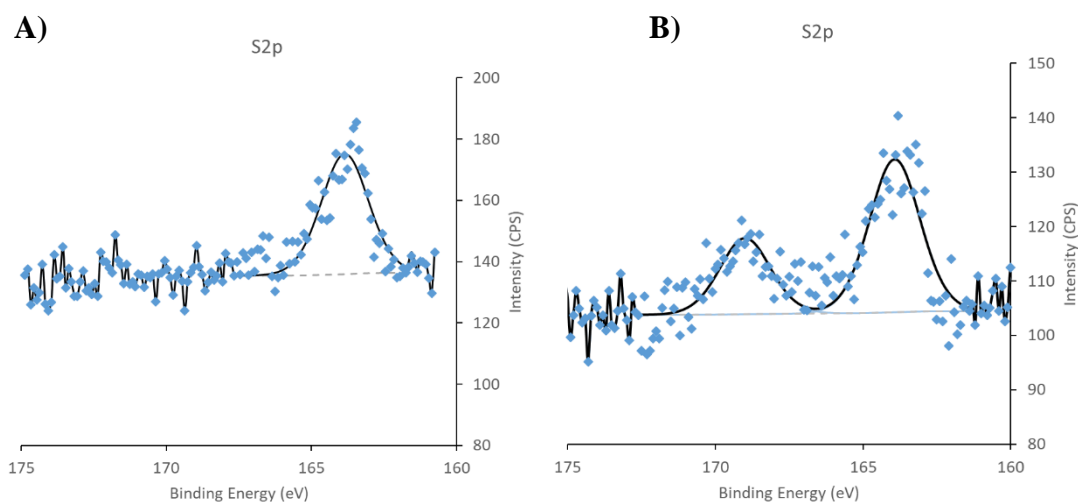 A)
S2p
200
180
160
140
120
100
80
Intensity (CPS)
175
170
165
160
Binding Energy (eV)
B)
S2p
150
140
130
120
110
100
90
80
Intensity (CPS)
175
170
165
160
Binding Energy (eV)